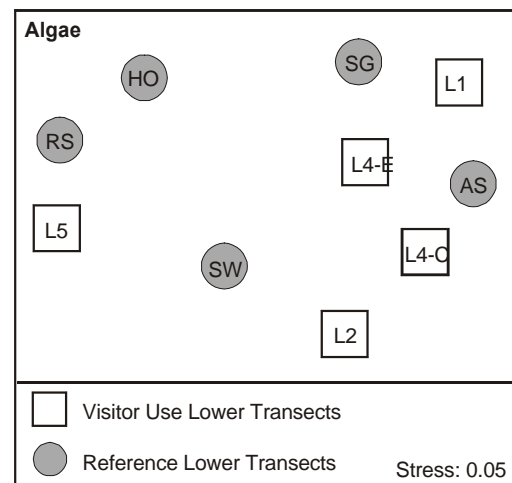 Algae
HO
SG
L1
RS
L4-E
AS
L5
L4-C
SW
L2
Visitor Use Lower Transects
Reference Lower Transects
Stress: 0.05